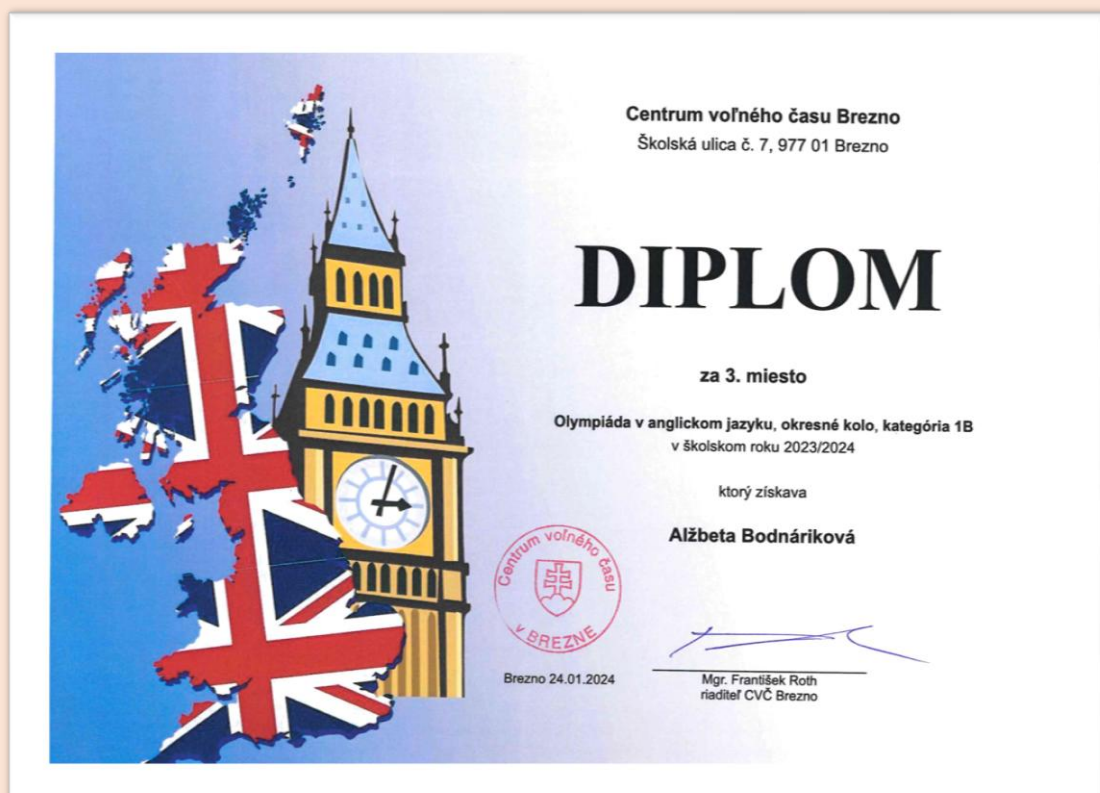 Centrum voľného času Brezno
Školská ulica č. 7, 977 01 Brezno
DIPLOM
za 3. miesto
Olympiáda v anglickom jazyku, okresné kolo, kategória 1B
v školskom roku 2023/2024
ktorý získava
Alžbeta Bodnáriková
Centrum voľného času
v BREZNE
Brezno 24.01.2024
Mgr. František Roth
riaditeľ CVČ Brezno